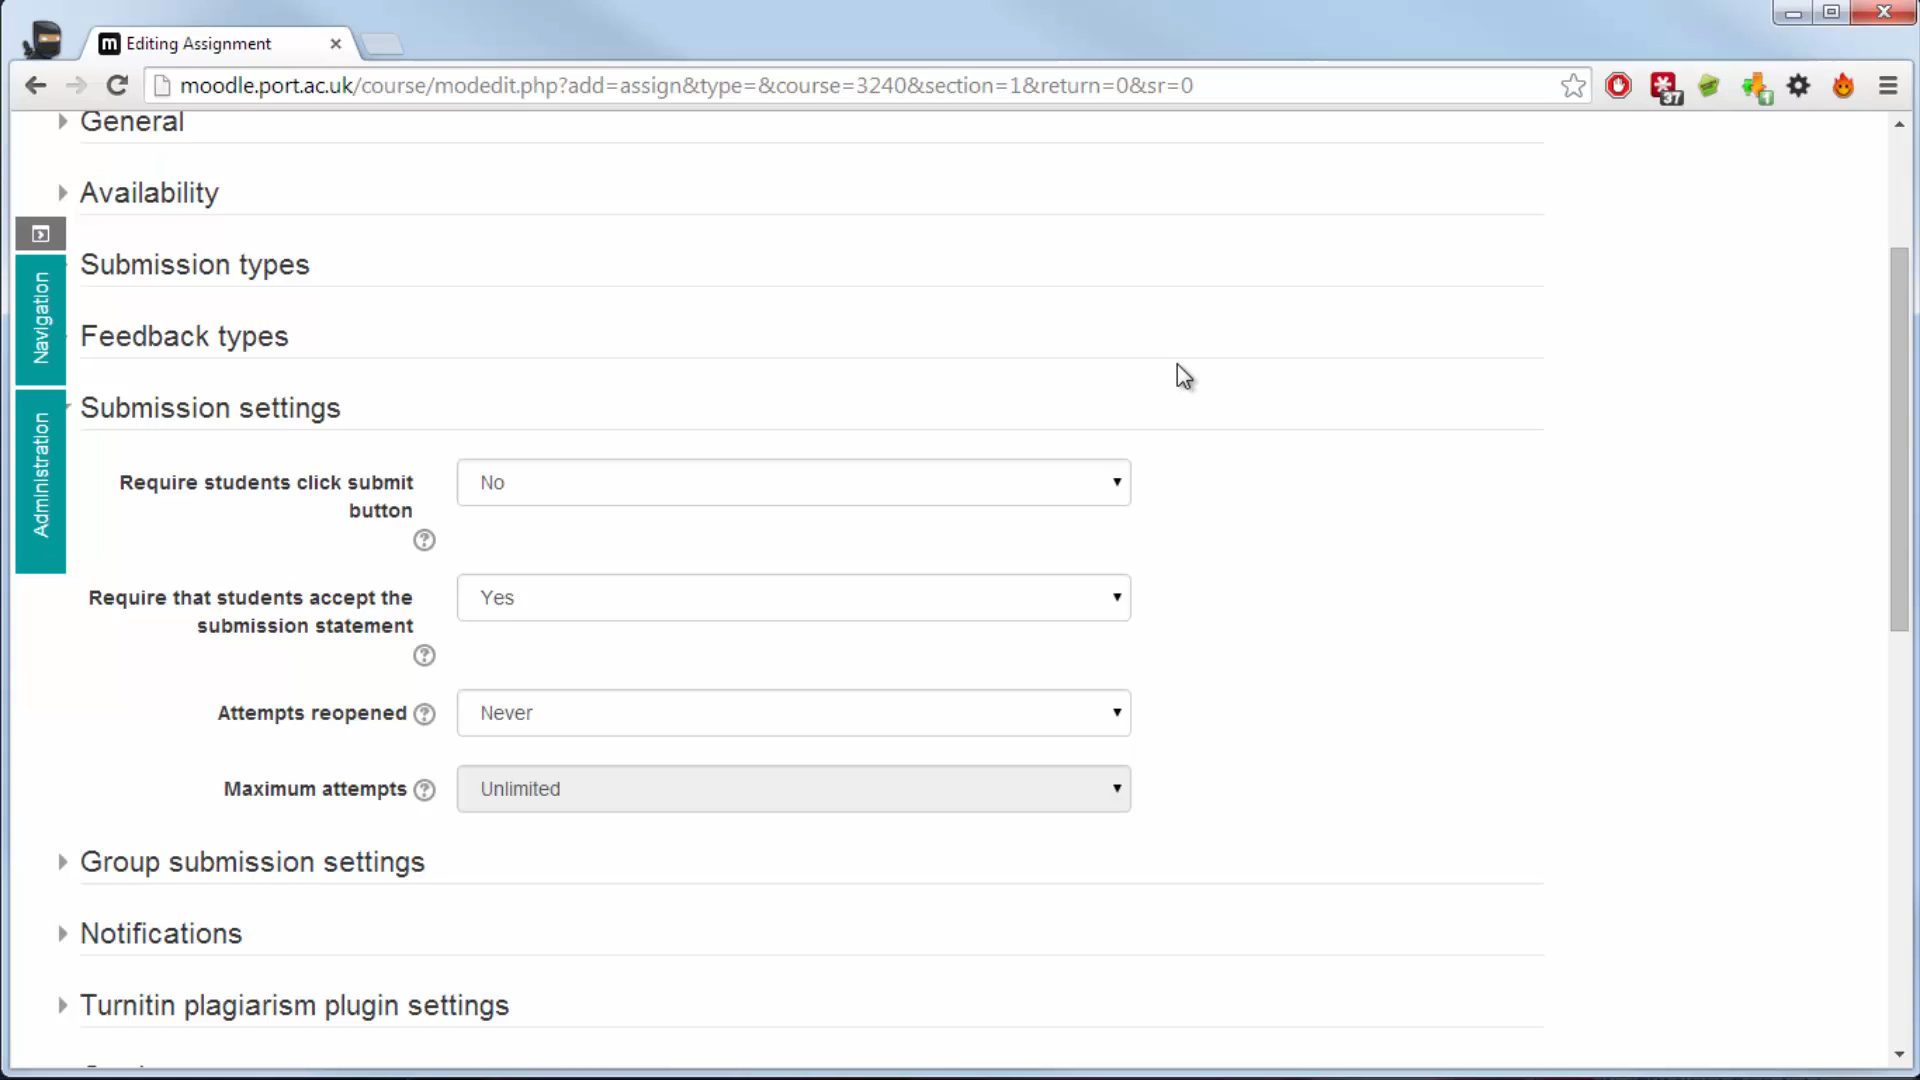 Editing Assignment
moodle.port.ac.uk/course/modedit.php?add=assign&type=&course=3240&section=1&return=0&sr=0
37
General
Availability
Submission types
Navigation
Feedback types
Submission settings
Administration
Require students click submit
button
No
Require that students accept the
submission statement
Yes
Attempts reopened
Never
Maximum attempts
Unlimited
Group submission settings
Notifications
Turnitin plagiarism plugin settings